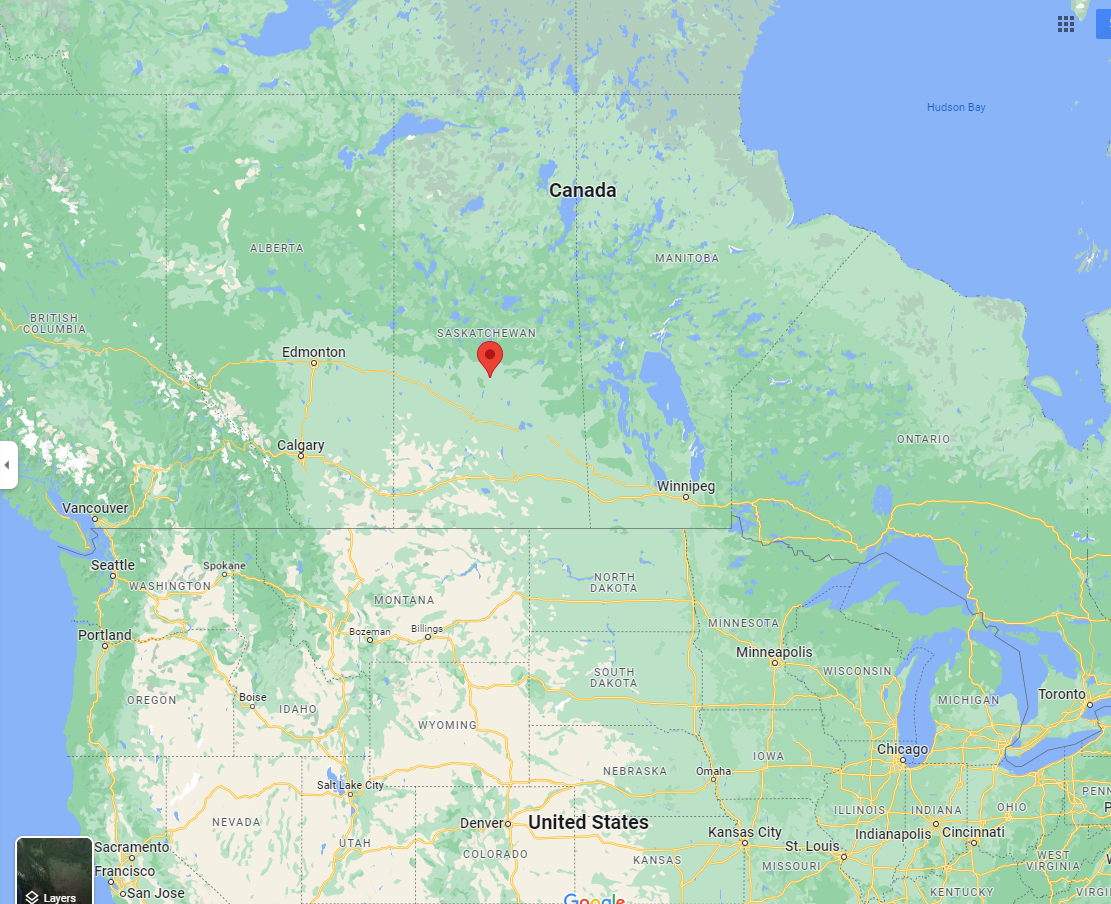 Hudson Bay
Canada
ALBERTA
MANITOBA
BRITISH
COLUMBIA
SASKATCHEWAN
Edmonton
ONTARIO
Calgary
Winnipeg
Vancouver
Seattle
Spokane
WASHINGTON
NORTH
DAKOTA
MONTANA
MINNESOTA
Portland
Bozeman
Billings
Minneapolis
WISCONSIN
SOUTH
DAKOTA
OREGON
Boise
IDAHO
MICHIGAN
Toronto
WYOMING
Chicago
IOWA
NEBRASKA
Omaha
Salt Lake City
PENN
ILLINOIS
INDIANA
OHIO
P
NEVADA
Denver
United States
UTAH
Kansas City
Indianapolis
Cincinnati
Sacramento
St. Louis
COLORADO
KANSAS
MISSOURI
WEST
VIRGINIA
W
Francisco
San Jose
KENTUCKY
VIRGI
Layers
Google